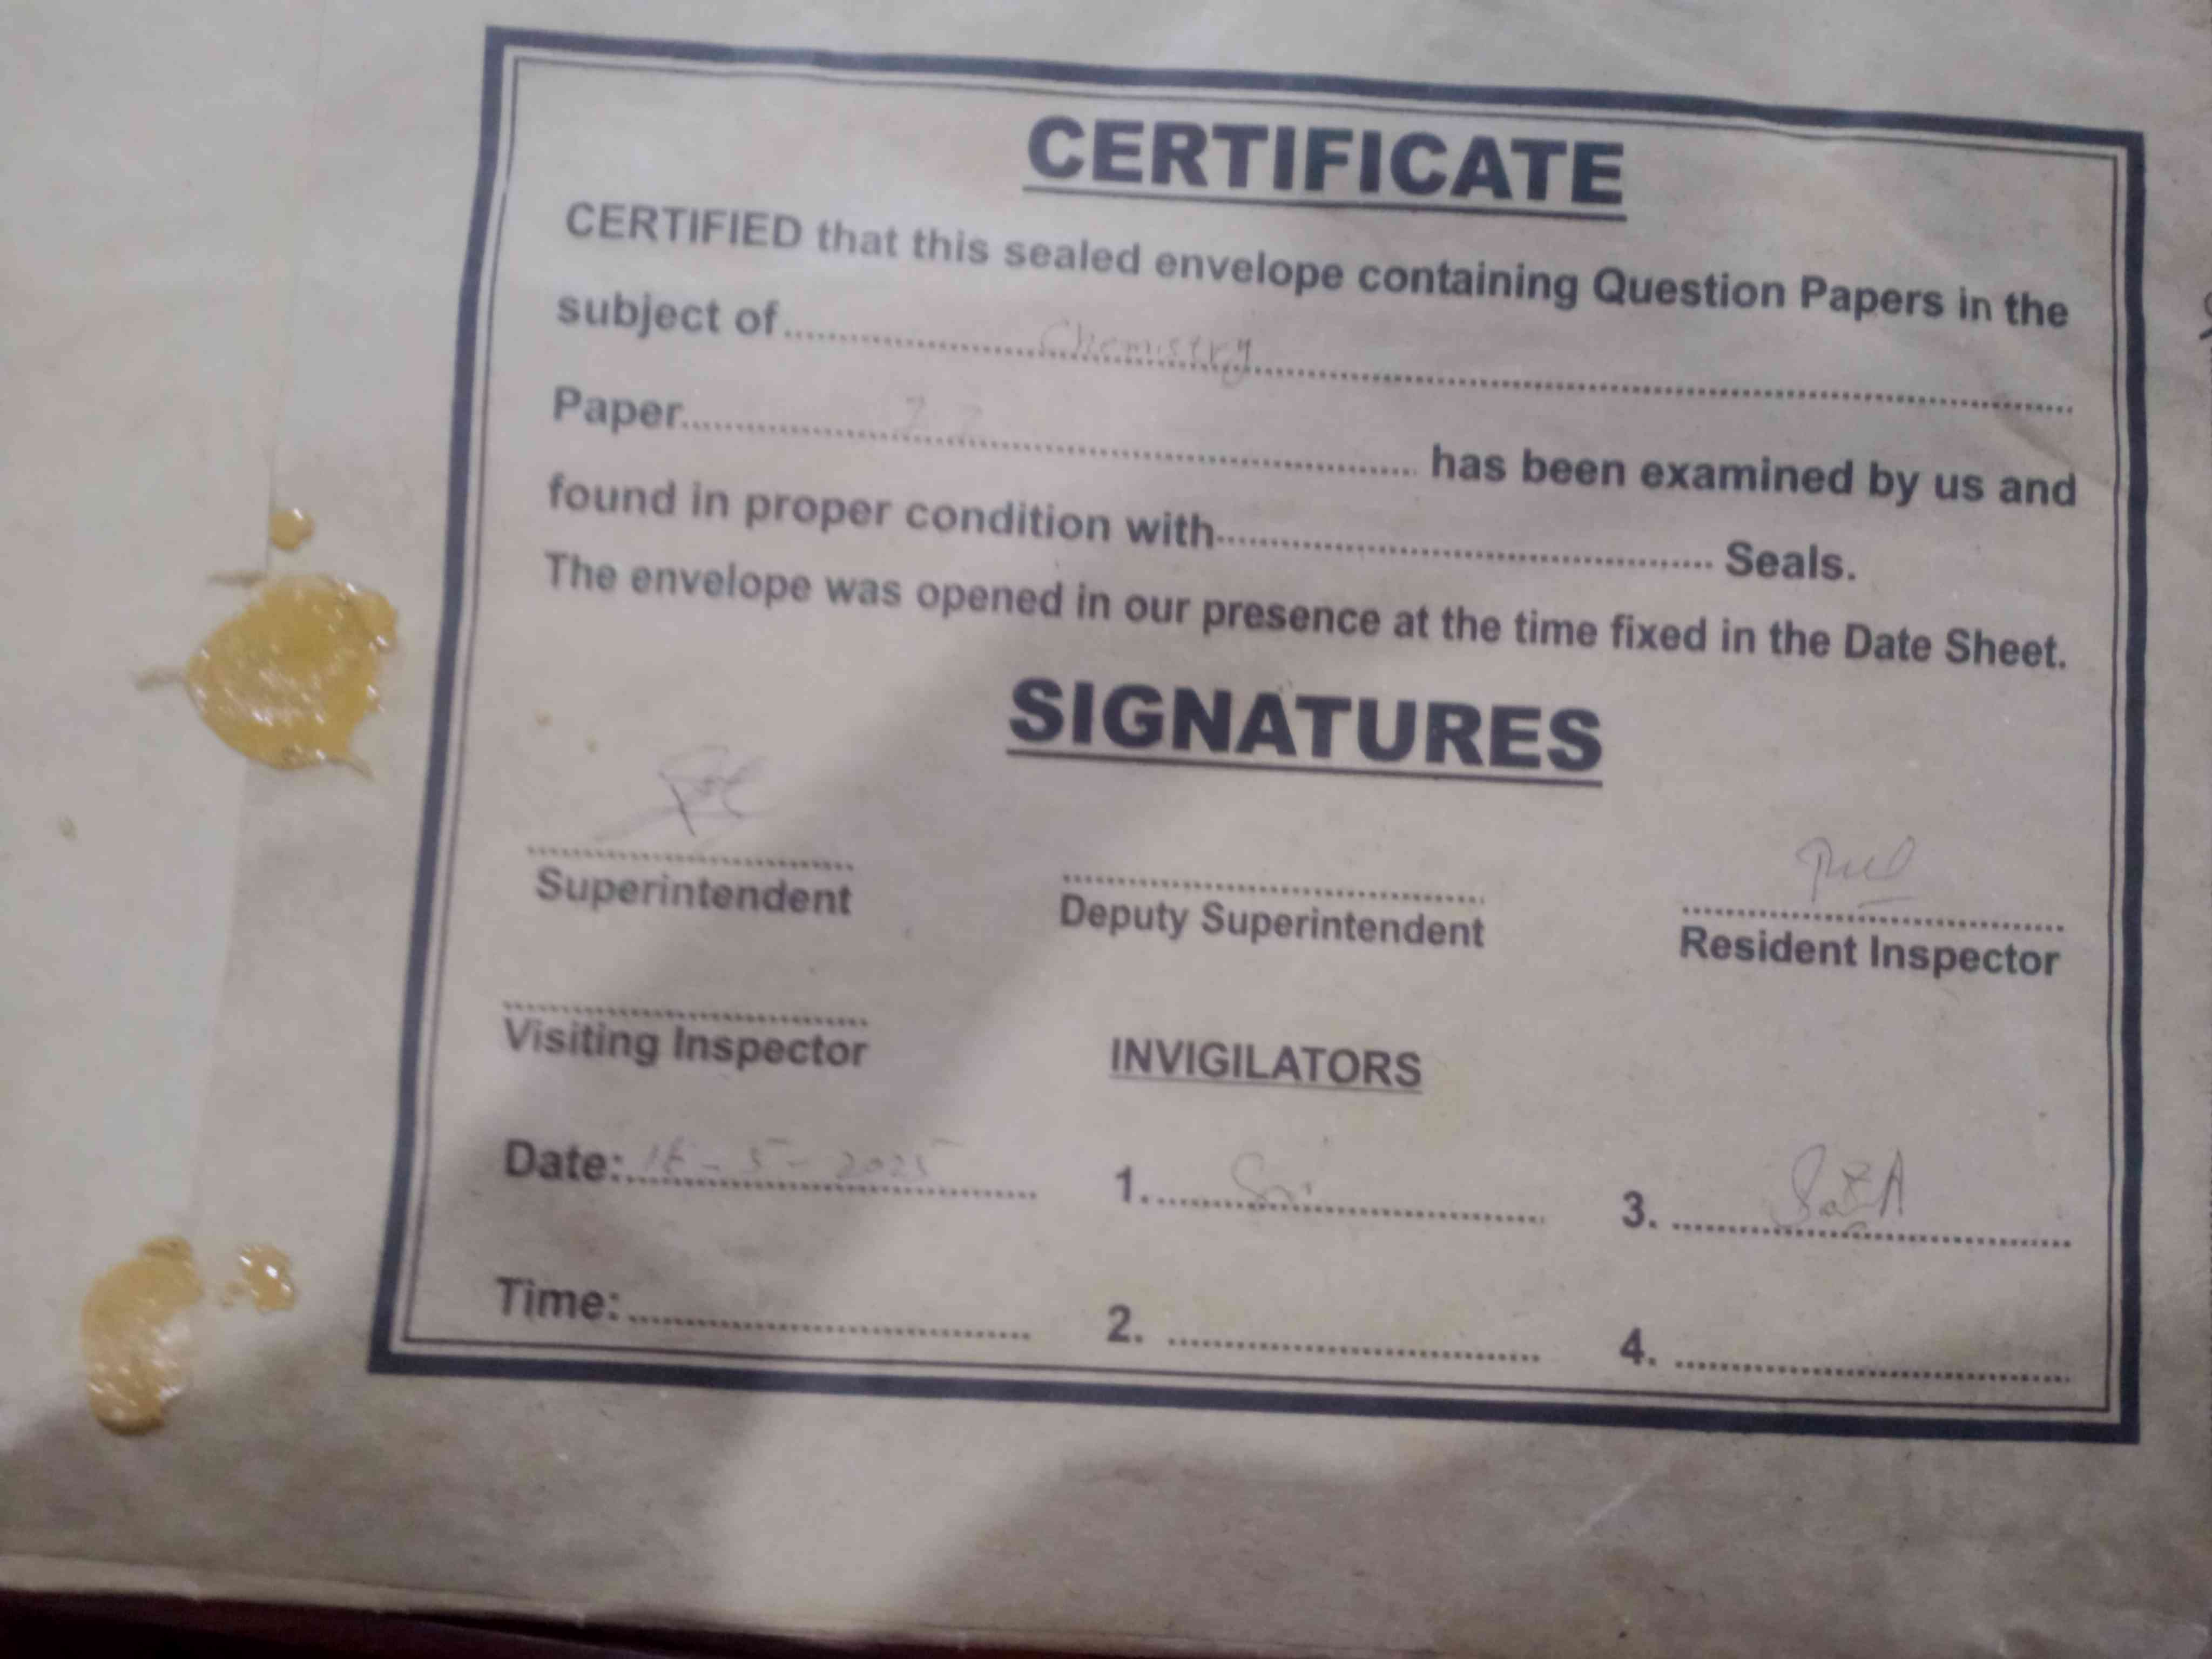 CERTIFICATE
CERTIFIED that this sealed envelope containing Question Papers in the
subject of Chemistry
Paper has been examined by us and
found in proper condition with Seals.
The envelope was opened in our presence at the time fixed in the Date Sheet.
SIGNATURES
Superintendent Deputy Superintendent Resident Inspector
Visiting Inspector INVIGILATORS
Date: 16-5-2025 1. 3.
Time: 2. 4.